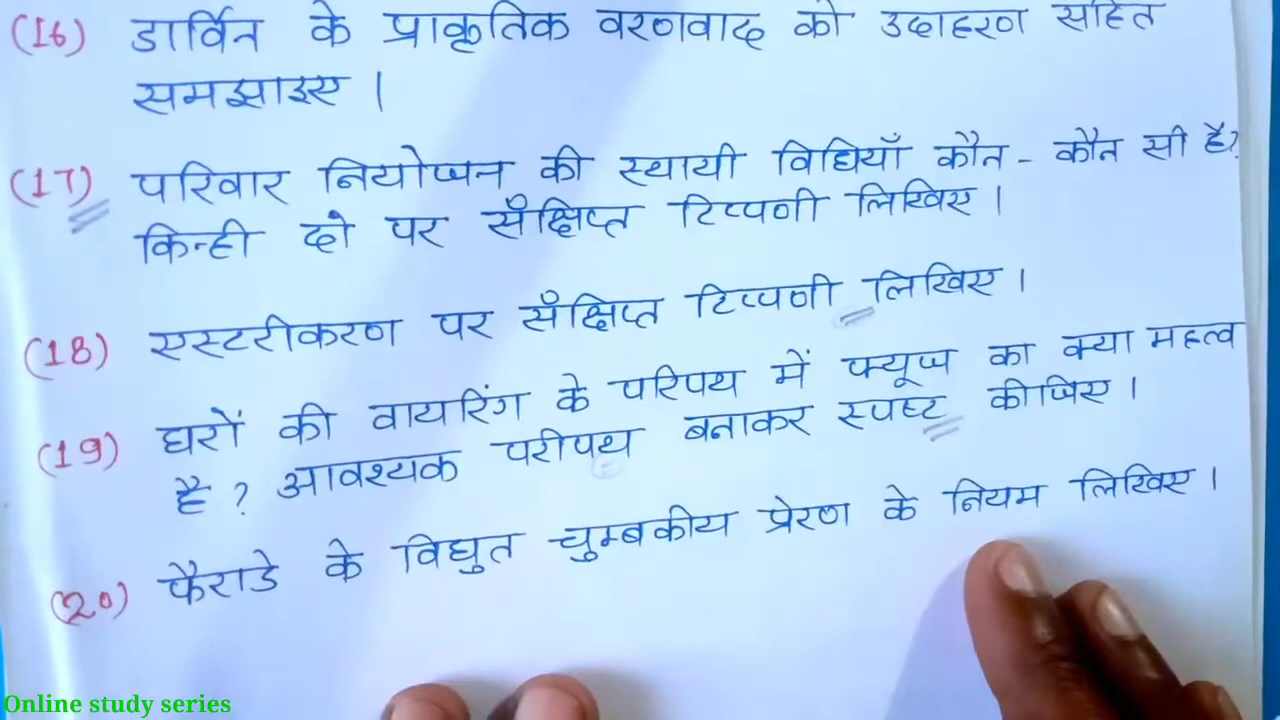 (16) डार्विन के प्राकृतिक वरणवाद को उदाहरण सहित
समझाइए ।
(17) परिवार नियोजन की स्थायी विधियाँ कौन - कौन सी है?
किन्ही दो पर सँक्षिप्त टिप्पणी लिखिए ।
(18) एस्टरीकरण पर सँक्षिप्त टिप्पणी लिखिए ।
(19) घरों की वायरिंग के परिपथ में फ्यूज का क्या महत्व
है ? आवश्यक परीपथ बनाकर स्पष्ट कीजिए ।
(20) फैराडे के विद्युत चुम्बकीय प्रेरण के नियम लिखिए ।
Online study series